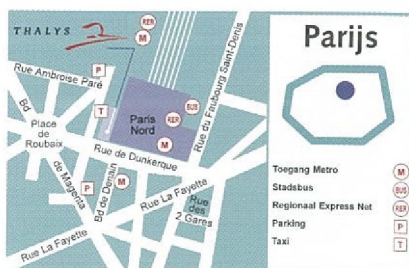 THALYS
RER
M
Parijs
P
Rue Ambroise Paré
Bd
T
Paris
Nord
BUS
RER
M
Rue du Faubourg Saint-Denis
Place
de
Roubaix
Rue de Dunkerque
de Magenta
P
Bd de Denain
M
Rue La Fayette
Rue des
2 Gares
Rue La Fayette
Toegang Metro M
Stadsbus BUS
Regionaal Express Net RER
Parking P
Taxi T